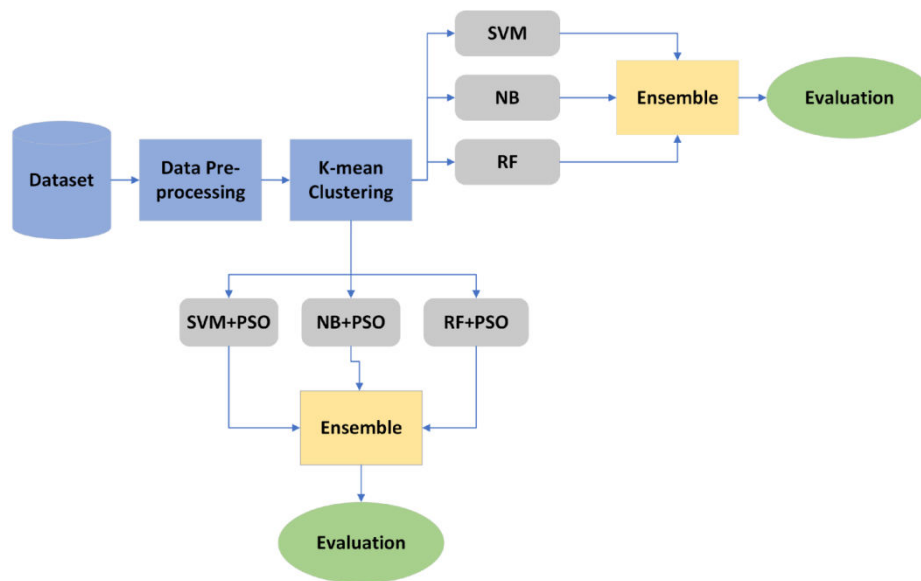 SVM
NB
RF
Ensemble
Evaluation
Dataset
Data Pre-
processing
K-mean
Clustering
SVM+PSO
NB+PSO
RF+PSO
Ensemble
Evaluation